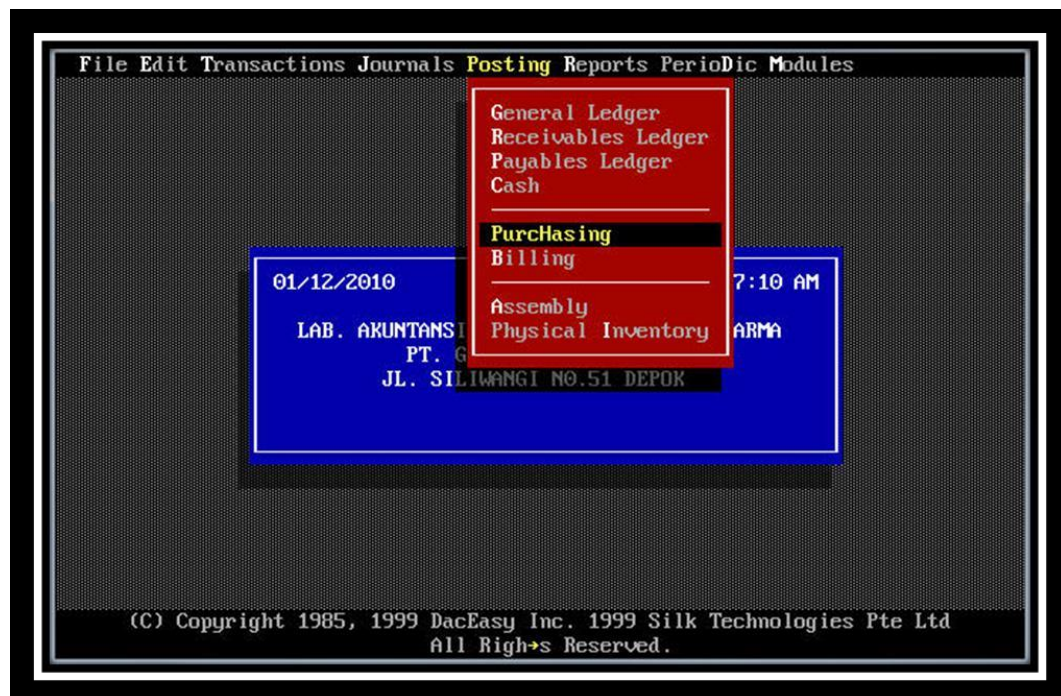 File Edit Transactions Journals Posting Reports PerioDic Modules
General Ledger
Receivables Ledger
Payables Ledger
Cash
PurcHasing
Billing
Assembly
Physical Inventory
01/12/2010 7:10 AM
LAB. AKUNTANSI ARMA
PT. G
JL. SILIWANGI NO.51 DEPOK
(C) Copyright 1985, 1999 DacEasy Inc. 1999 Silk Technologies Pte Ltd
All Righ→s Reserved.